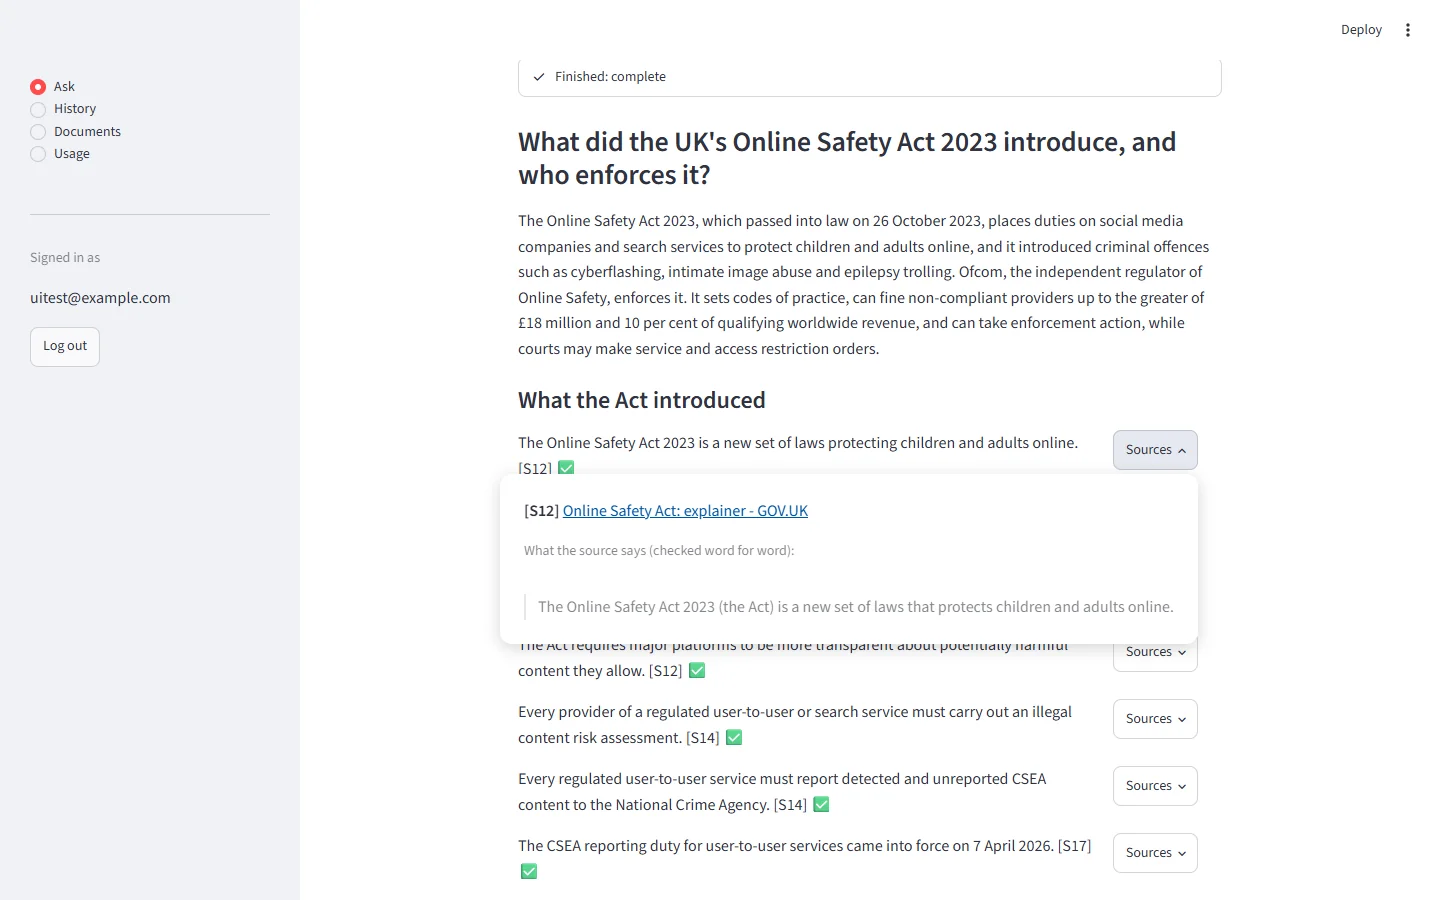 Deploy
Ask
History
Documents
Usage
Signed in as
uitest@example.com
Log out
Finished: complete
What did the UK's Online Safety Act 2023 introduce, and
who enforces it?
The Online Safety Act 2023, which passed into law on 26 October 2023, places duties on social media
companies and search services to protect children and adults online, and it introduced criminal offences
such as cyberflashing, intimate image abuse and epilepsy trolling. Ofcom, the independent regulator of
Online Safety, enforces it. It sets codes of practice, can fine non-compliant providers up to the greater of
£18 million and 10 per cent of qualifying worldwide revenue, and can take enforcement action, while
courts may make service and access restriction orders.
What the Act introduced
The Online Safety Act 2023 is a new set of laws protecting children and adults online.
[S12] ✅
Sources
[S12] Online Safety Act: explainer - GOV.UK
What the source says (checked word for word):
The Online Safety Act 2023 (the Act) is a new set of laws that protects children and adults online.
The Act requires major platforms to be more transparent about potentially harmful
content they allow. [S12] ✅
Sources
Every provider of a regulated user-to-user or search service must carry out an illegal
content risk assessment. [S14] ✅
Sources
Every regulated user-to-user service must report detected and unreported CSEA
content to the National Crime Agency. [S14] ✅
Sources
The CSEA reporting duty for user-to-user services came into force on 7 April 2026. [S17]
✅
Sources